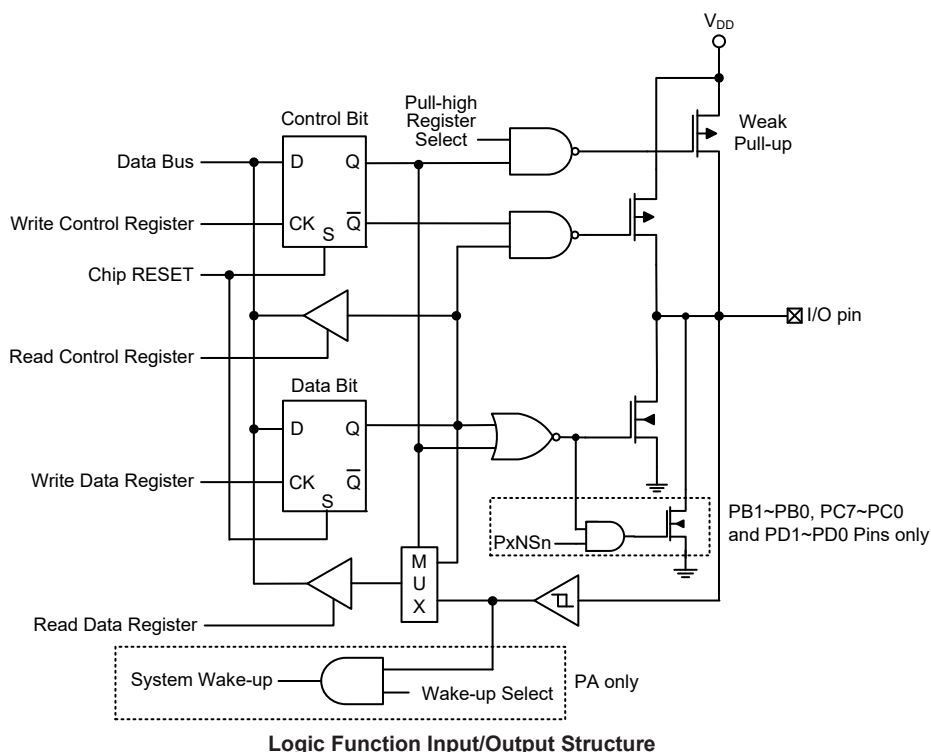 VDD
Pull-high
Register
Select
Control Bit
Weak
Pull-up
Data Bus
D
Q
Write Control Register
CK
S
Q
Chip RESET
I/O pin
Read Control Register
Data Bit
D
Q
Write Data Register
CK
S
Q
PB1~PB0, PC7~PC0
and PD1~PD0 Pins only
PxNSn
M
U
X
Read Data Register
System Wake-up
Wake-up Select
PA only
Logic Function Input/Output Structure